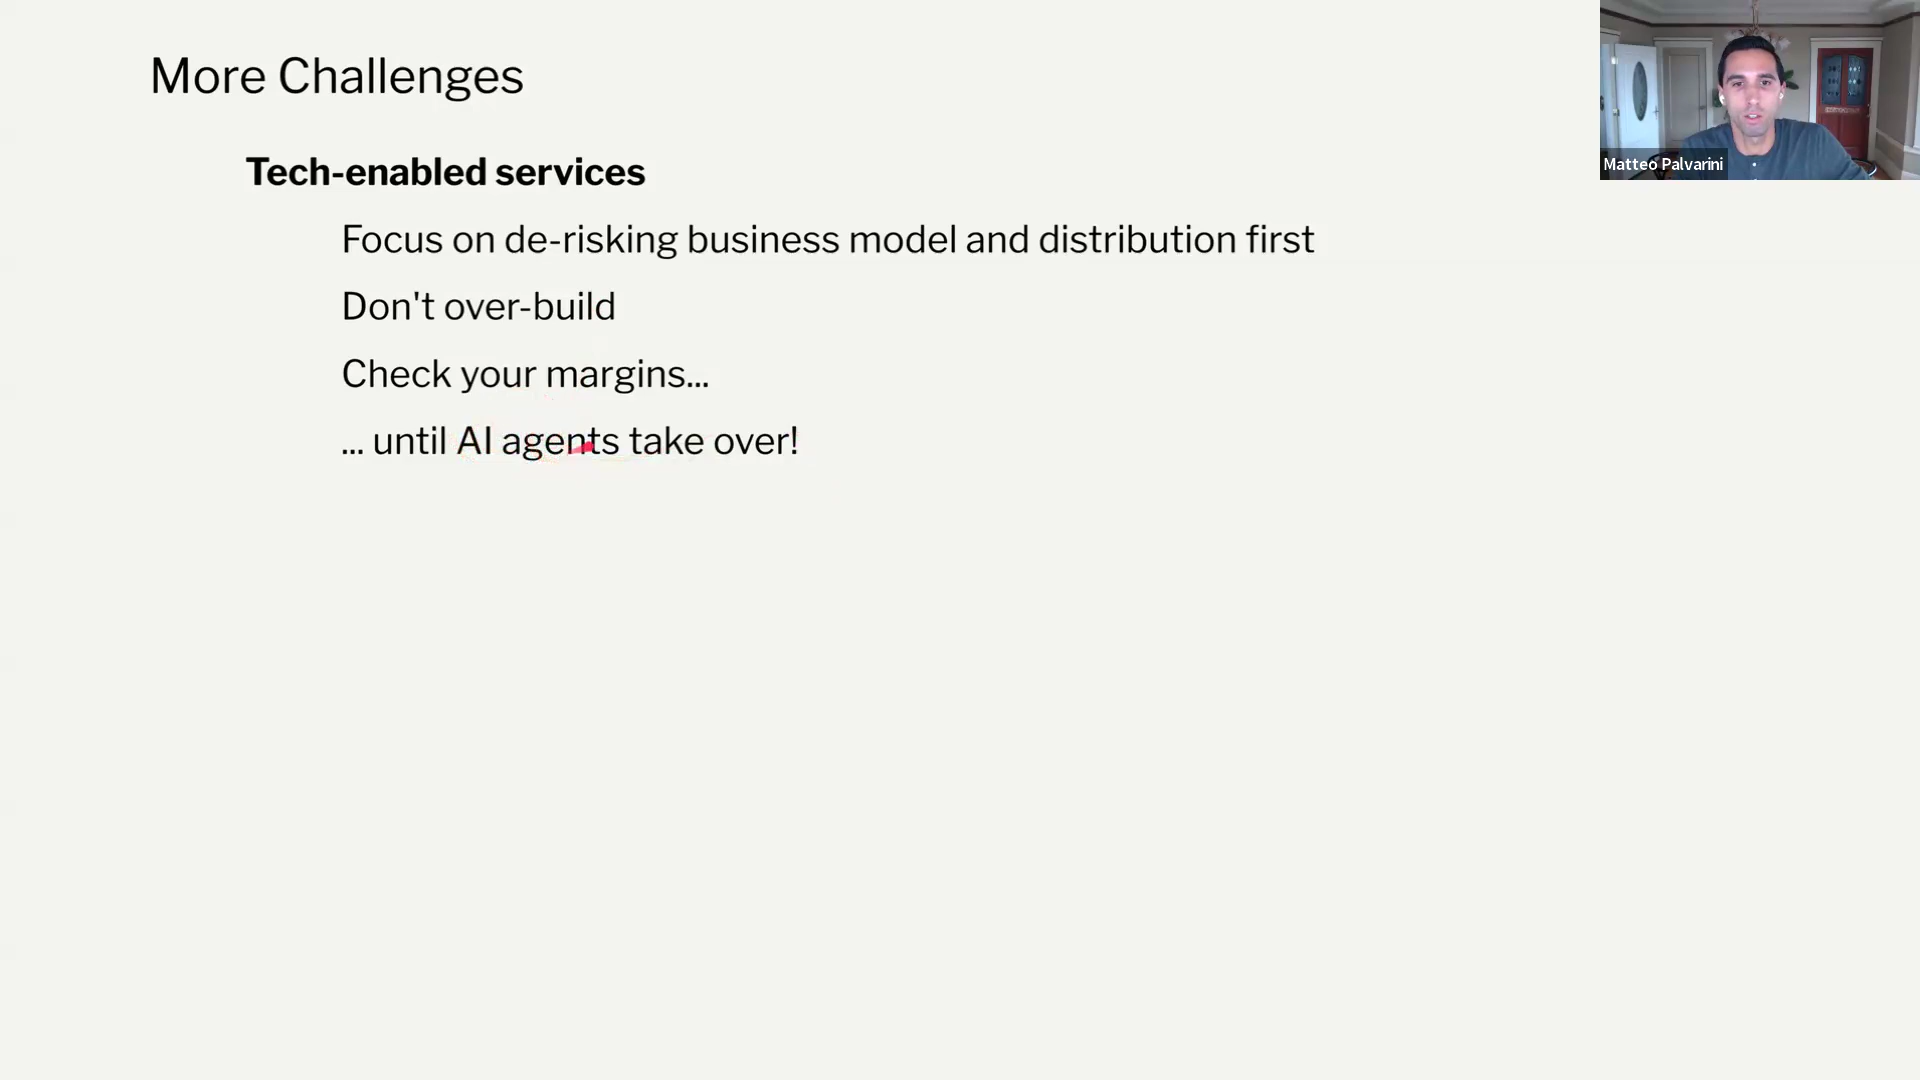 More Challenges
Matteo Palvarini
Tech-enabled services
Focus on de-risking business model and distribution first
Don't over-build
Check your margins...
... until AI agents take over!